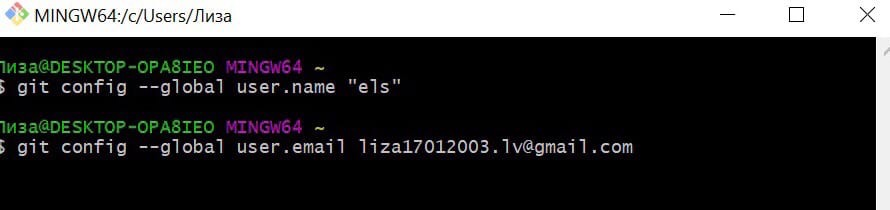 MINGW64:/c/Users/Лиза
Лиза@DESKTOP-OPA8IEO MINGW64 ~
$ git config --global user.name "els"
Лиза@DESKTOP-OPA8IEO MINGW64 ~
$ git config --global user.email liza17012003.lv@gmail.com